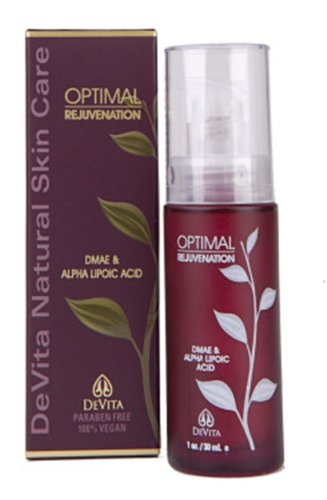 DeVita Natural Skin Care
OPTIMAL
REJUVENATION
DMAE &
ALPHA LIPOIC ACID
DEVITA
PARABEN FREE
100% VEGAN
OPTIMAL
REJUVENATION
DMAE &
ALPHA LIPOIC
ACID
DEVITA
1 oz. / 30 mL e